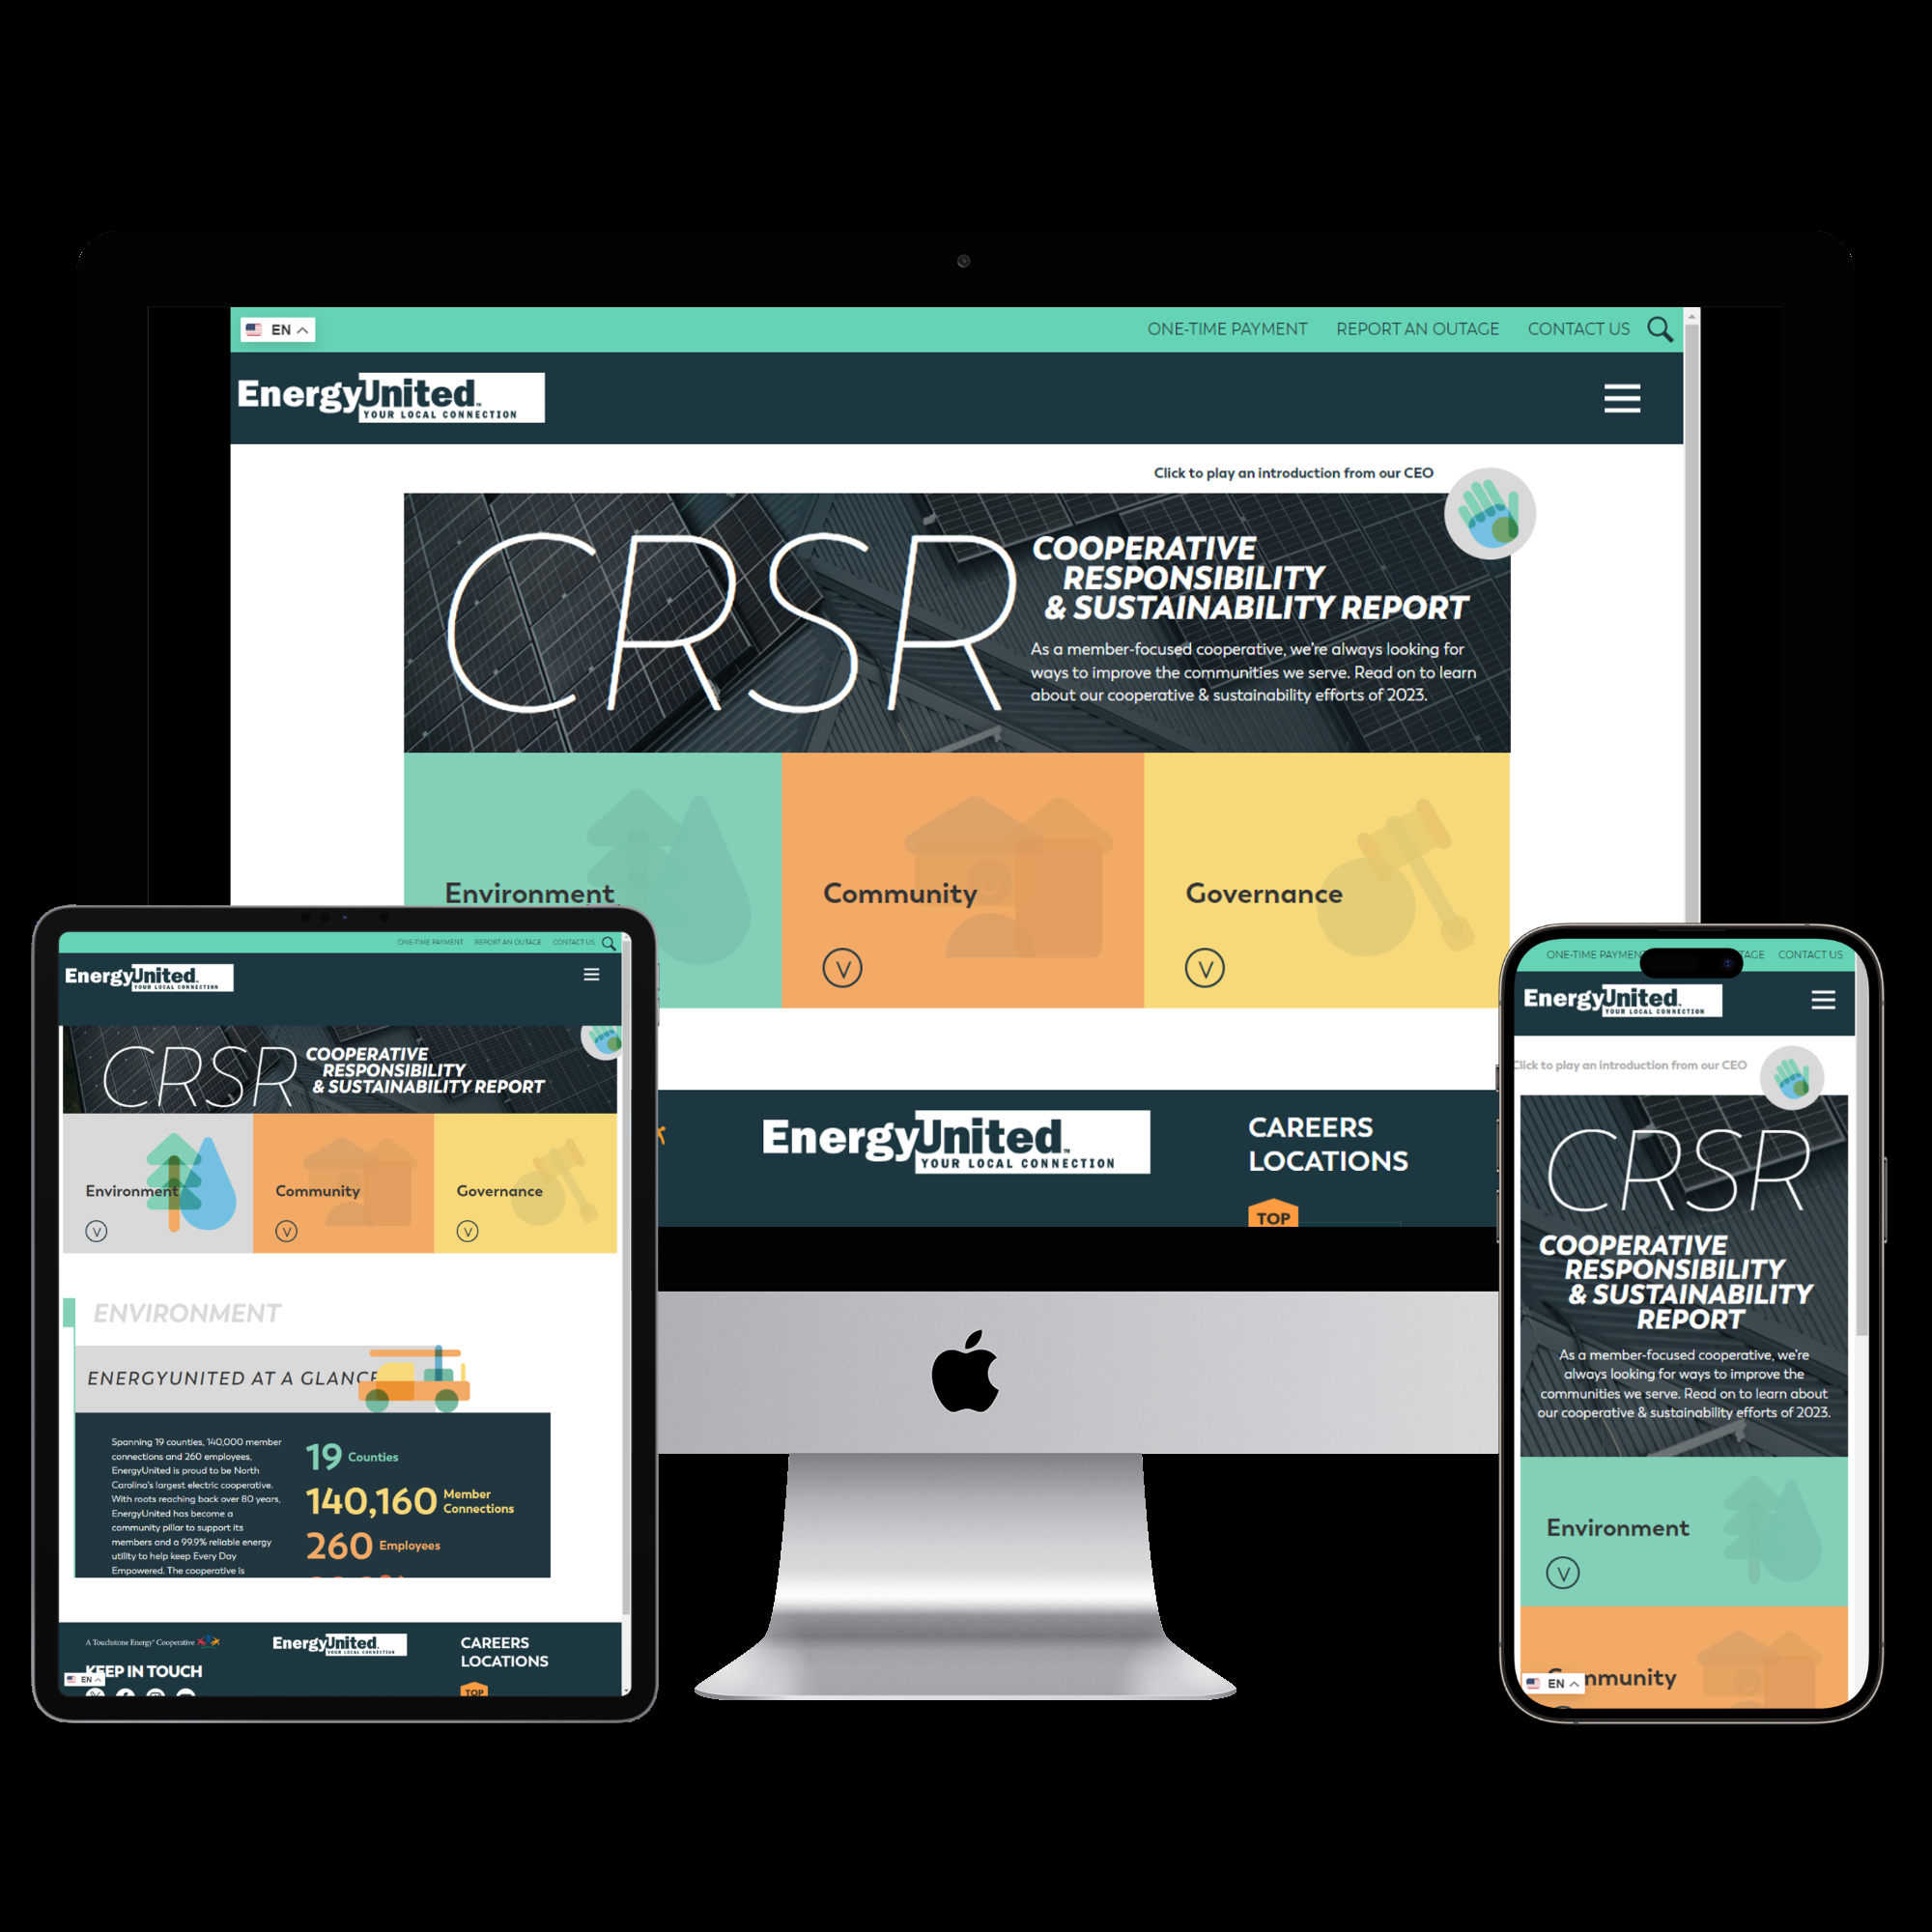 EN
ONE-TIME PAYMENT REPORT AN OUTAGE CONTACT US
EnergyUnited™
YOUR LOCAL CONNECTION
Click to play an introduction from our CEO
CRSR
COOPERATIVE
RESPONSIBILITY
& SUSTAINABILITY REPORT
As a member-focused cooperative, we're always looking for
ways to improve the communities we serve. Read on to learn
about our cooperative & sustainability efforts of 2023.
Environment
Community
V
Governance
V
EnergyUnited™
YOUR LOCAL CONNECTION
CAREERS
LOCATIONS
TOP
ONE-TIME PAYMENT REPORT AN OUTAGE CONTACT US
EnergyUnited™
YOUR LOCAL CONNECTION
CRSR
COOPERATIVE
RESPONSIBILITY
& SUSTAINABILITY REPORT
Environment
V
Community
V
Governance
V
ENVIRONMENT
ENERGYUNITED AT A GLANCE
Spanning 19 counties, 140,000 member
connections and 260 employees,
EnergyUnited is proud to be North
Carolina's largest electric cooperative.
With roots reaching back over 80 years,
EnergyUnited has become a
community pillar to support its
members and a 99.9% reliable energy
utility to help keep Every Day
Empowered. The cooperative is
19 Counties
140,160 Member
Connections
260 Employees
A Touchstone Energy® Cooperative
KEEP IN TOUCH
EN
EnergyUnited™
YOUR LOCAL CONNECTION
CAREERS
LOCATIONS
TOP
ONE-TIME PAYMEN TAGE CONTACT US
EnergyUnited™
YOUR LOCAL CONNECTION
Click to play an introduction from our CEO
CRSR
COOPERATIVE
RESPONSIBILITY
& SUSTAINABILITY
REPORT
As a member-focused cooperative, we're
always looking for ways to improve the
communities we serve. Read on to learn about
our cooperative & sustainability efforts of 2023.
Environment
V
Community
EN